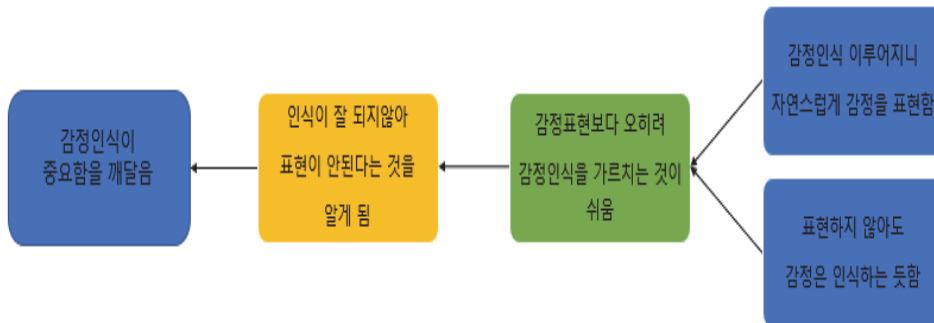 감정인식이
중요함을 깨달음
인식이 잘 되지않아
표현이 안된다는 것을
알게 됨
감정표현보다 오히려
감정인식을 가르치는 것이
쉬움
감정인식 이루어지니
자연스럽게 감정을 표현함
표현하지 않아도
감정은 인식하는 듯함